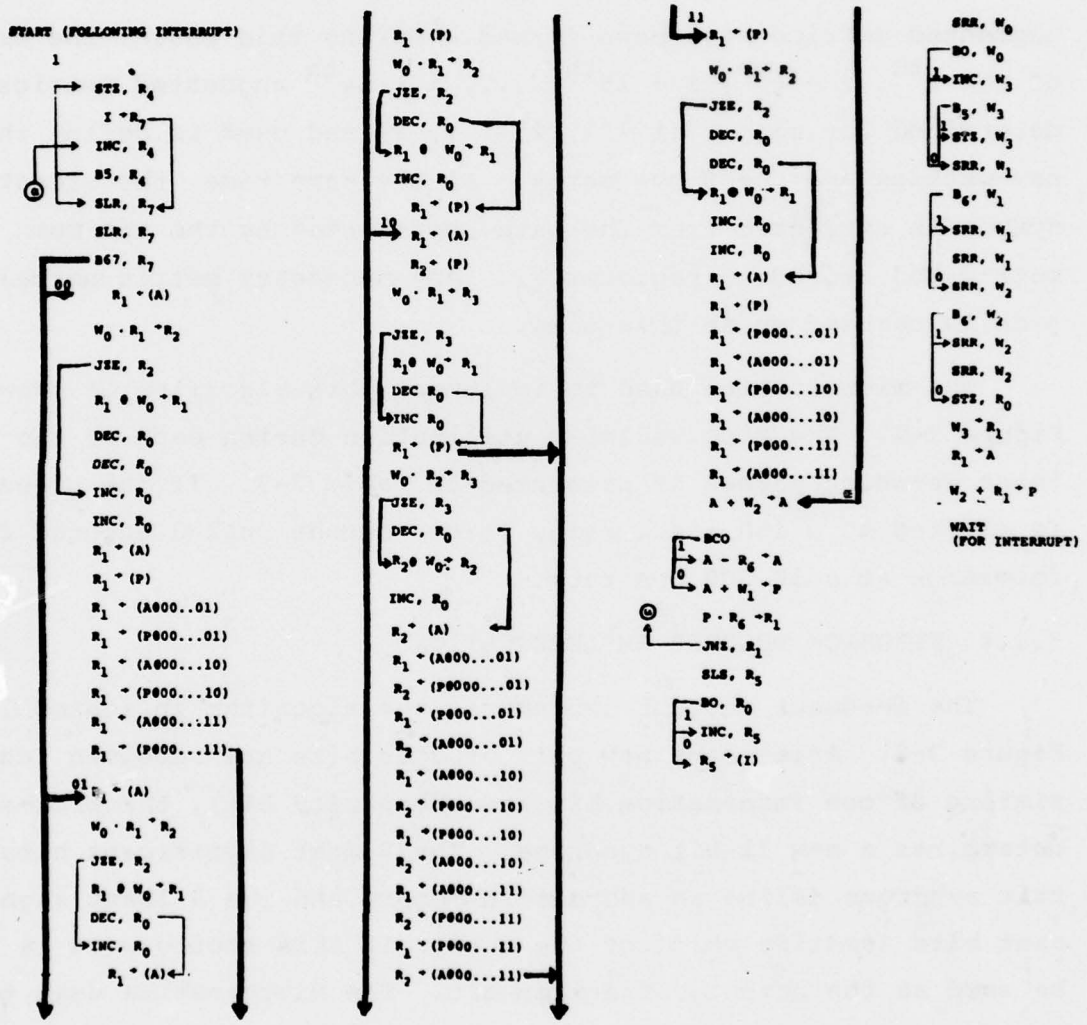 START (FOLLOWING INTERRUPT)
1
STZ, R4
I → R7
INC, R4
B5, R4
SLR, R7
SLR, R7
B67, R7
00
R1 → (A)
W0 · R1 → R2
JZE, R2
R1 ⊕ W0 → R1
DEC, R0
DEC, R0
INC, R0
INC, R0
R1 → (A)
R1 → (P)
R1 → (A000...01)
R1 → (P000...01)
R1 → (A000...10)
R1 → (P000...10)
R1 → (A000...11)
R1 → (P000...11)
01
R1 → (A)
W0 · R1 → R2
JZE, R2
R1 ⊕ W0 → R1
DEC, R0
INC, R0
R1 → (A)
R1 → (P)
W0 · R1 → R2
JZE, R2
DEC, R0
R1 ⊕ W0 → R1
INC, R0
R1 → (P)
10
R1 → (A)
R2 → (P)
W0 · R1 → R3
JZE, R3
R1 ⊕ W0 → R1
DEC R0
INC R0
R1 → (P)
W0 · R2 → R3
JZE, R3
DEC, R0
R2 ⊕ W0 → R2
INC, R0
R2 → (A)
R1 → (A000...01)
R2 → (P0000...01)
R1 → (P000...01)
R2 → (A000...01)
R1 → (A000...10)
R2 → (P000...10)
R1 → (P000...10)
R2 → (A000...10)
R1 → (A000...11)
R2 → (P000...11)
R1 → (P000...11)
R2 → (A000...11)
11
R1 → (P)
W0 · R1 → R2
JZE, R2
DEC, R0
DEC, R0
R1 ⊕ W0 → R1
INC, R0
INC, R0
R1 → (A)
R1 → (P)
R1 → (P000...01)
R1 → (A000...01)
R1 → (P000...10)
R1 → (A000...10)
R1 → (P000...11)
R1 → (A000...11)
A + W2 → A
BCO
1
A - R6 → A
0
A + W1 → P
P · R6 → R1
JNZ, R1
SLS, R5
BO, R0
1
INC, R5
0
R5 → (I)
SRR, W0
BO, W0
1
INC, W3
B5, W3
1
STZ, W3
0
SRR, W1
B6, W1
1
SRR, W1
SRR, W1
0
SRR, W2
B6, W2
1
SRR, W2
SRR, W2
0
STZ, R0
W3 → R1
R1 → A
W2 + R1 → P
WAIT
(FOR INTERRUPT)